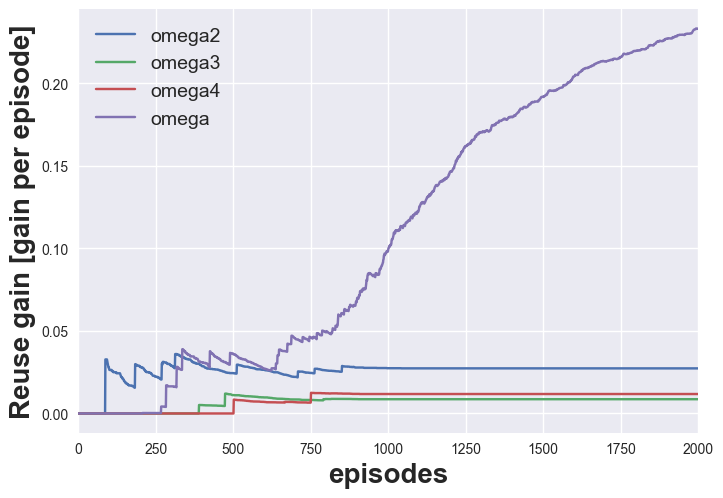 Reuse gain [gain per episode]
omega2
omega3
omega4
omega
0.20
0.15
0.10
0.05
0.00
0 250 500 750 1000 1250 1500 1750 2000
episodes